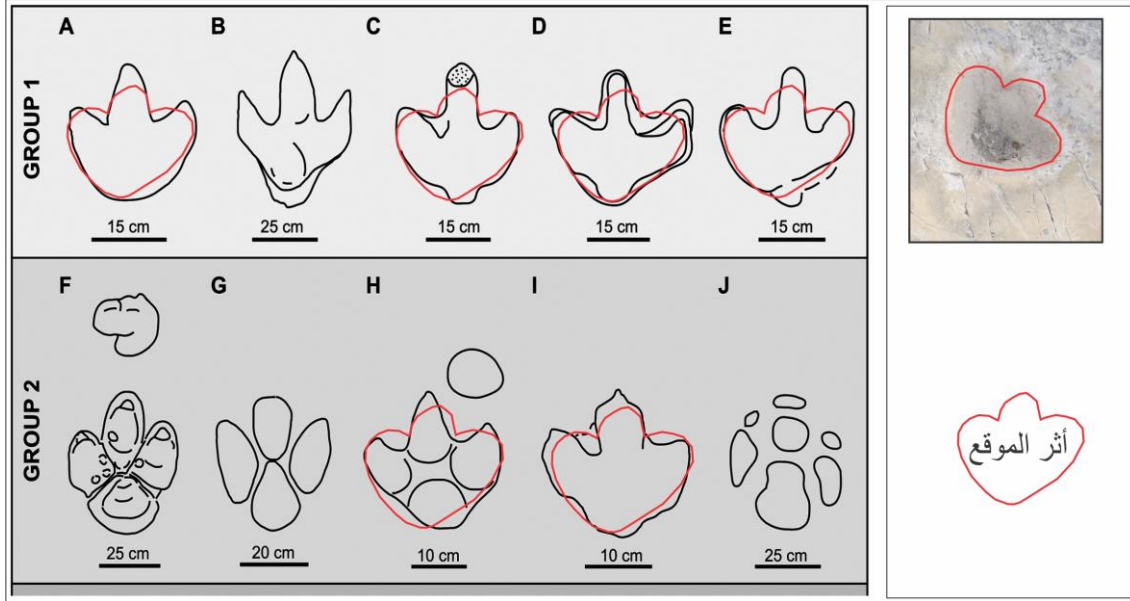 GROUP 1
A B C D E
15 cm 25 cm 15 cm 15 cm 15 cm
GROUP 2
F G H I J
25 cm 20 cm 10 cm 10 cm 25 cm
أثر الموقع